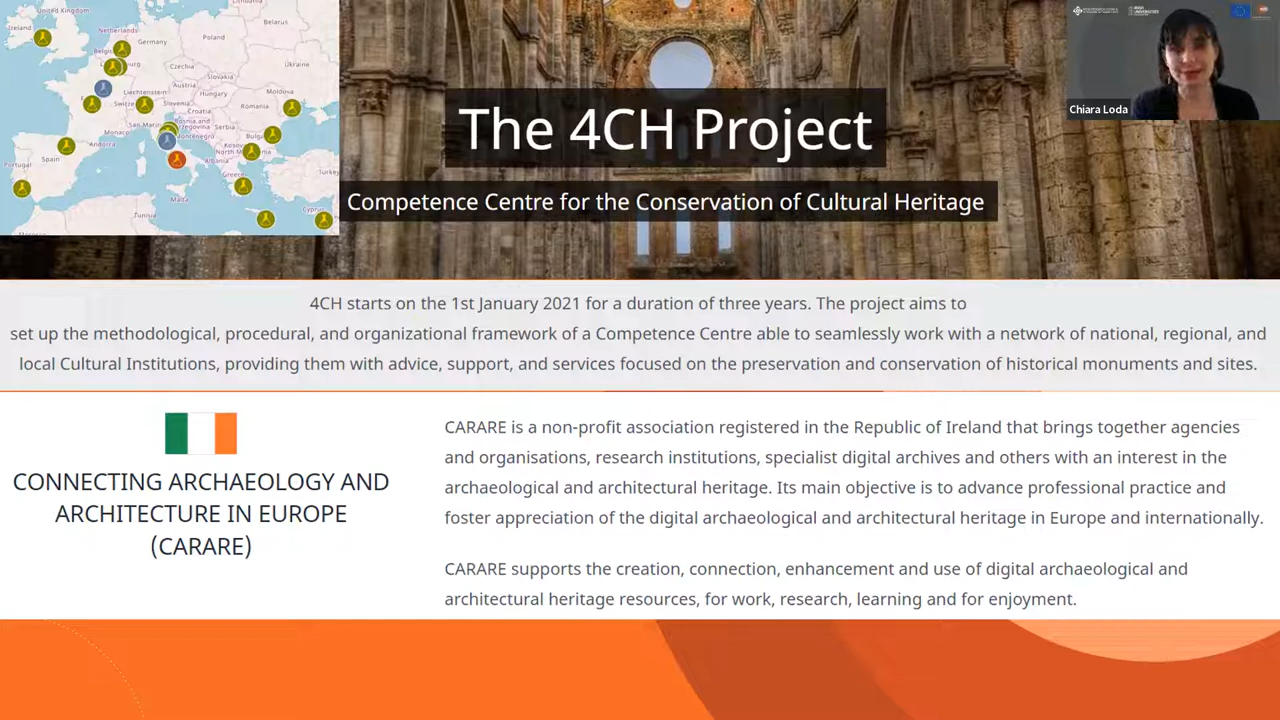 United Kingdom
Ireland
Netherlands
Belarus
Poland
Germany
Czechia
Ukraine
Slovakia
Austria
Liechtenstein
Moldova
Hungary
Slovenia
Croatia
Romania
San Marino
Serbia
Monaco
Montenegro
Andorra
Albania
Spain
Portugal
Greece
Turkey
Malta
Tunisia
Cyprus
The 4CH Project
Competence Centre for the Conservation of Cultural Heritage
Chiara Loda
4CH starts on the 1st January 2021 for a duration of three years. The project aims to
set up the methodological, procedural, and organizational framework of a Competence Centre able to seamlessly work with a network of national, regional, and
local Cultural Institutions, providing them with advice, support, and services focused on the preservation and conservation of historical monuments and sites.
CONNECTING ARCHAEOLOGY AND
ARCHITECTURE IN EUROPE
(CARARE)
CARARE is a non-profit association registered in the Republic of Ireland that brings together agencies
and organisations, research institutions, specialist digital archives and others with an interest in the
archaeological and architectural heritage. Its main objective is to advance professional practice and
foster appreciation of the digital archaeological and architectural heritage in Europe and internationally.
CARARE supports the creation, connection, enhancement and use of digital archaeological and
architectural heritage resources, for work, research, learning and for enjoyment.